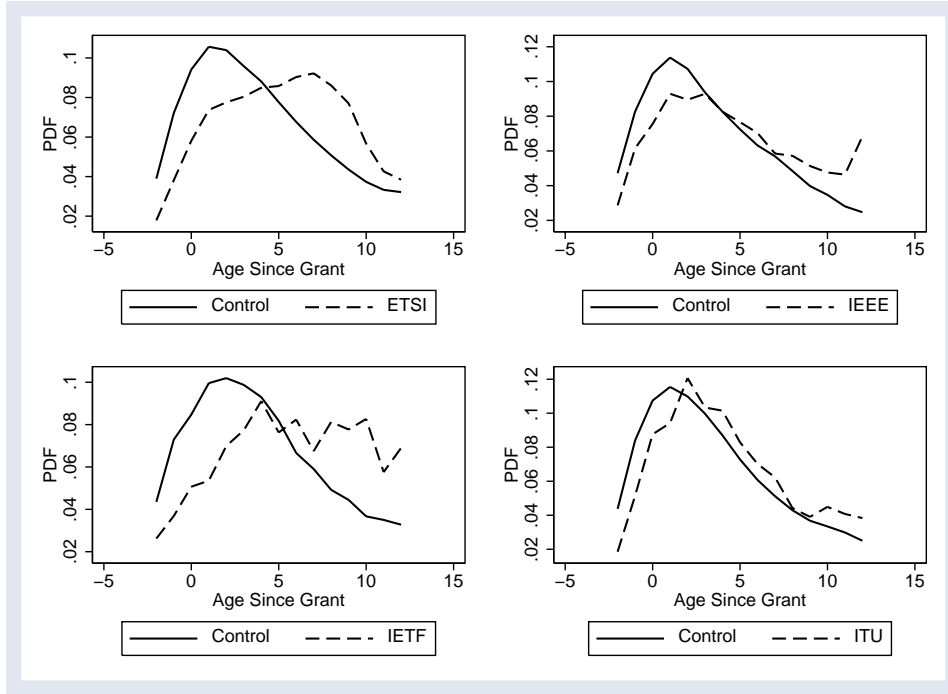 PDF
.02 .04 .06 .08 .1
−5 0 5 10 15
Age Since Grant
Control ETSI
PDF
.02 .04 .06 .08 .1 .12
−5 0 5 10 15
Age Since Grant
Control IEEE
PDF
.02 .04 .06 .08 .1
−5 0 5 10 15
Age Since Grant
Control IETF
PDF
.02 .04 .06 .08 .1 .12
−5 0 5 10 15
Age Since Grant
Control ITU